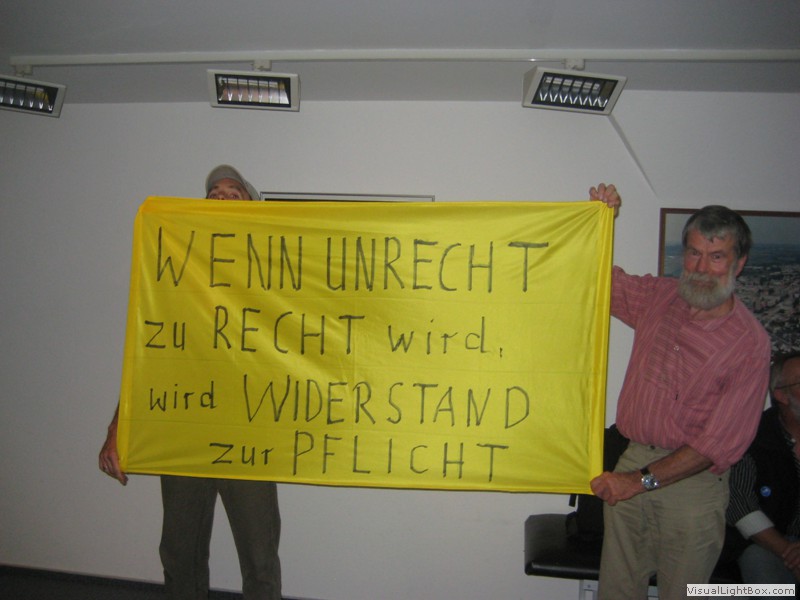 WENN UNRECHT
zu RECHT wird,
wird WIDERSTAND
zur PFLICHT
VisualLightBox.com